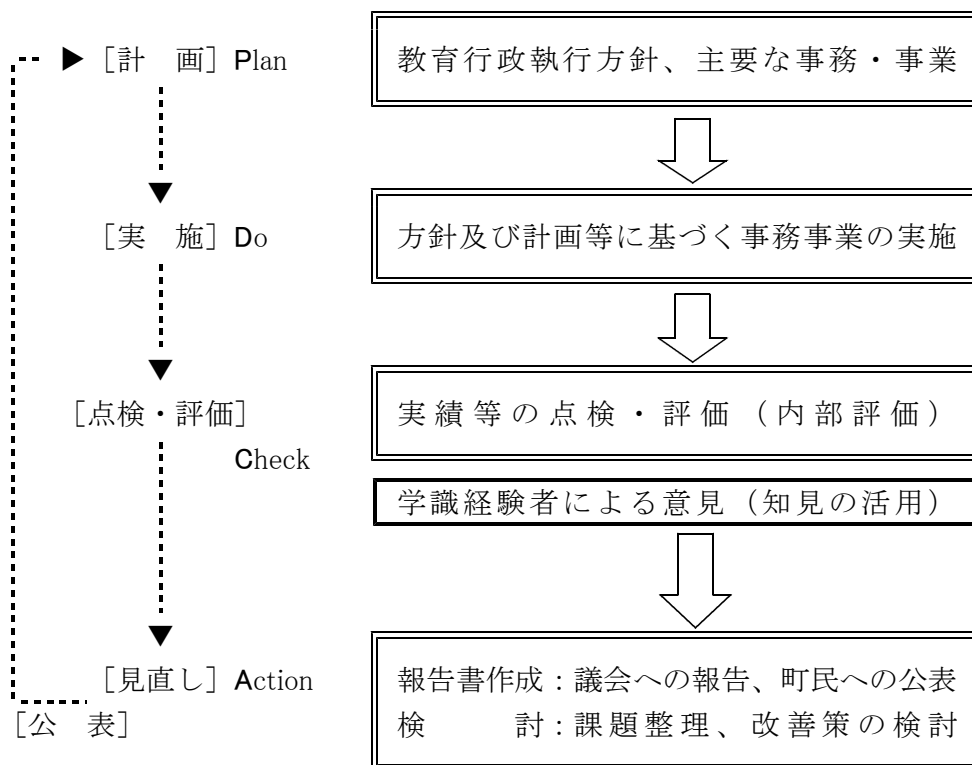 [計　画] Plan
教育行政執行方針、主要な事務・事業
[実　施] Do
方針及び計画等に基づく事務事業の実施
[点検・評価]
Check
実績等の点検・評価（内部評価）
学識経験者による意見（知見の活用）
[見直し] Action
[公　表]
報告書作成：議会への報告、町民への公表
検　　　討：課題整理、改善策の検討